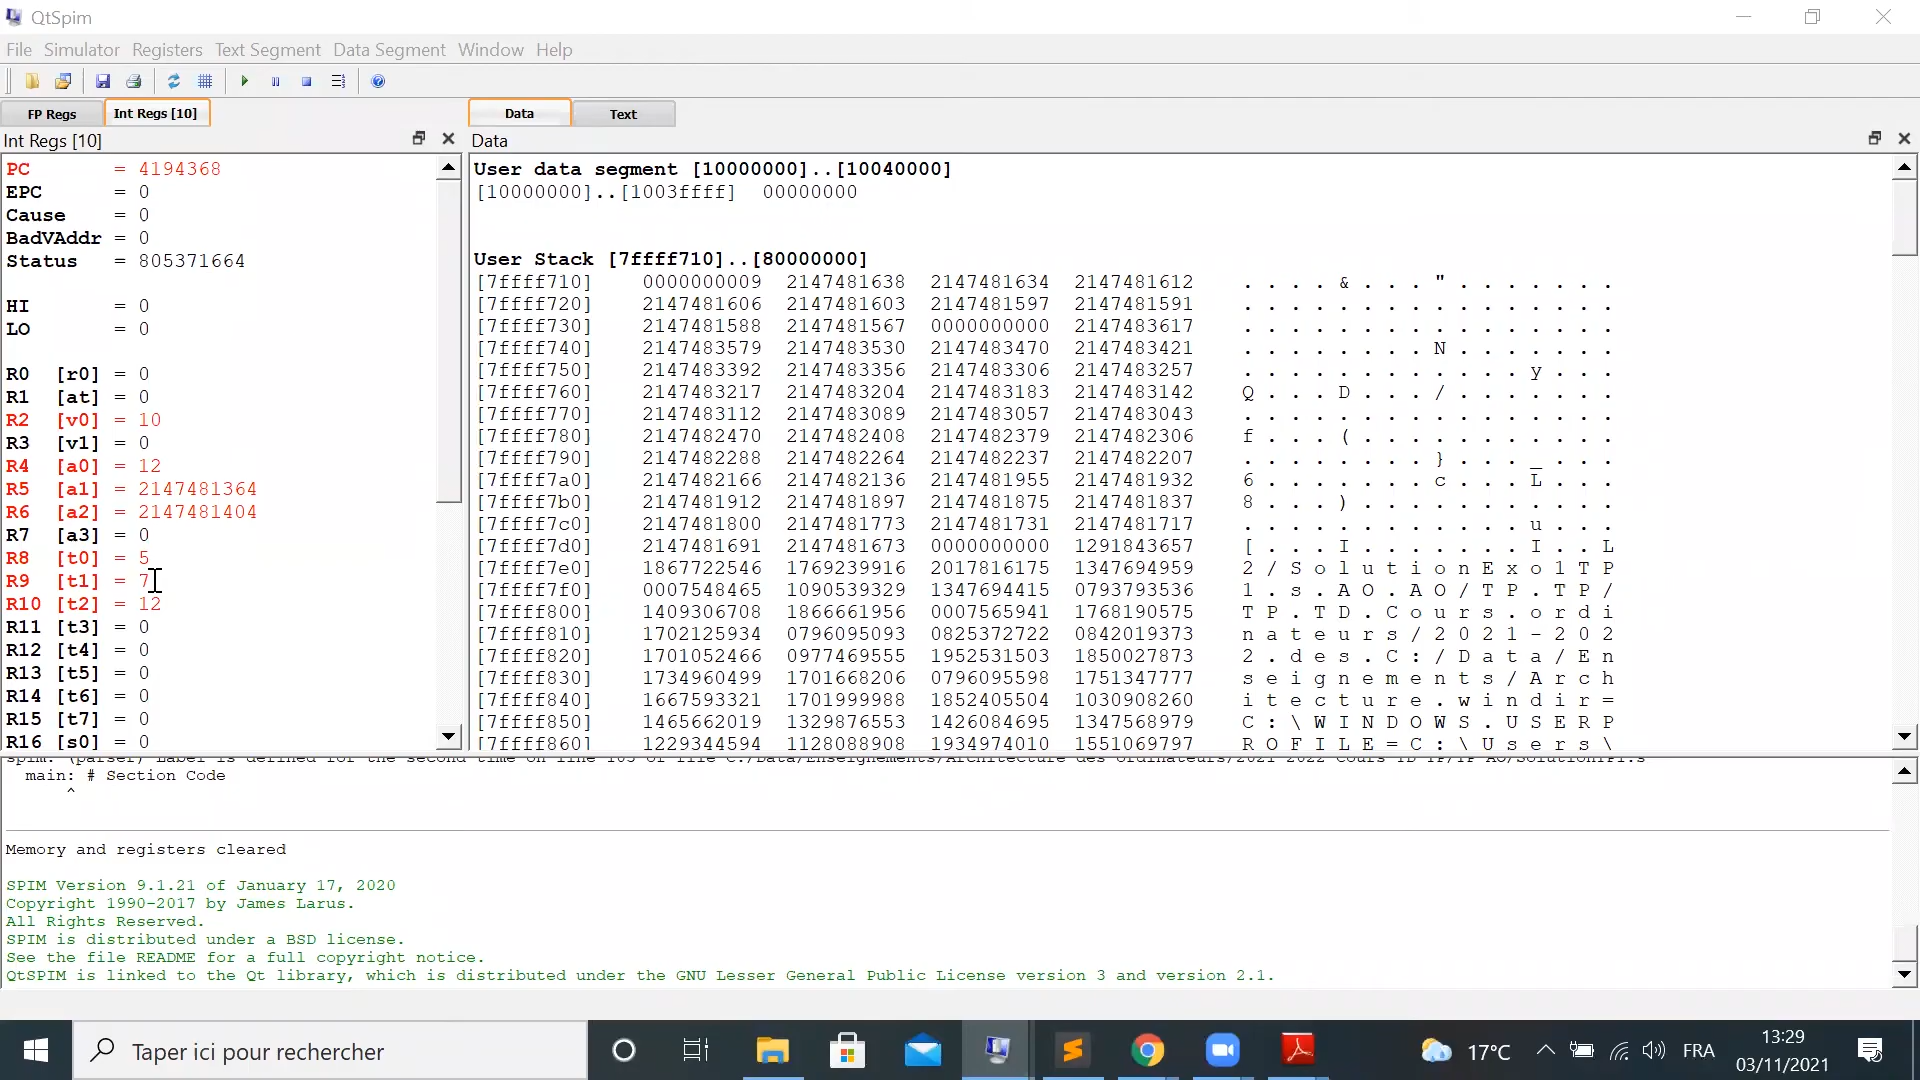 QtSpim
File Simulator Registers Text Segment Data Segment Window Help
FP Regs Int Regs [10] Data Text
Int Regs [10]
PC = 4194368
EPC = 0
Cause = 0
BadVAddr = 0
Status = 805371664
HI = 0
LO = 0
R0 [r0] = 0
R1 [at] = 0
R2 [v0] = 10
R3 [v1] = 0
R4 [a0] = 12
R5 [a1] = 2147481364
R6 [a2] = 2147481404
R7 [a3] = 0
R8 [t0] = 5
R9 [t1] = 7
R10 [t2] = 12
R11 [t3] = 0
R12 [t4] = 0
R13 [t5] = 0
R14 [t6] = 0
R15 [t7] = 0
R16 [s0] = 0
Data
User data segment [10000000]..[10040000]
[10000000]..[1003ffff] 00000000
User Stack [7ffff710]..[80000000]
[7ffff710] 0000000009 2147481638 2147481634 2147481612 . . . . & . . . " . . . . . . .
[7ffff720] 2147481606 2147481603 2147481597 2147481591 . . . . . . . . . . . . . . . .
[7ffff730] 2147481588 2147481567 0000000000 2147483617 . . . . . . . . . . . . . . . .
[7ffff740] 2147483579 2147483530 2147483470 2147483421 . . . . . . . . N . . . . . . .
[7ffff750] 2147483392 2147483356 2147483306 2147483257 . . . . . . . . . . . . y . . .
[7ffff760] 2147483217 2147483204 2147483183 2147483142 Q . . . D . . . / . . . . . . .
[7ffff770] 2147483112 2147483089 2147483057 2147483043 . . . . . . . . . . . . . . . .
[7ffff780] 2147482470 2147482408 2147482379 2147482306 f . . . ( . . . . . . . . . . .
[7ffff790] 2147482288 2147482264 2147482237 2147482207 . . . . . . . . } . . . _ . . .
[7ffff7a0] 2147482166 2147482136 2147481955 2147481932 6 . . . . . . . c . . . L . . .
[7ffff7b0] 2147481912 2147481897 2147481875 2147481837 8 . . . ) . . . . . . . . . . .
[7ffff7c0] 2147481800 2147481773 2147481731 2147481717 . . . . . . . . . . . . u . . .
[7ffff7d0] 2147481691 2147481673 0000000000 1291843657 [ . . . I . . . . . . . I . . L
[7ffff7e0] 1867722546 1769239916 2017816175 1347694959 2 / S o l u t i o n E x o 1 T P
[7ffff7f0] 0007548465 1090539329 1347694415 0793793536 1 . s . A O . A O / T P . T P /
[7ffff800] 1409306708 1866661956 0007565941 1768190575 T P . T D . C o u r s . o r d i
[7ffff810] 1702125934 0796095093 0825372722 0842019373 n a t e u r s / 2 0 2 1 - 2 0 2
[7ffff820] 1701052466 0977469555 1952531503 1850027873 2 . d e s . C : / D a t a / E n
[7ffff830] 1734960499 1701668206 0796095598 1751347777 s e i g n e m e n t s / A r c h
[7ffff840] 1667593321 1701999988 1852405504 1030908260 i t e c t u r e . w i n d i r =
[7ffff850] 1465662019 1329876553 1426084695 1347568979 C : \ W I N D O W S . U S E R P
[7ffff860] 1229344594 1128088908 1934974010 1551069797 R O F I L E = C : \ U s e r s \
main: # Section Code
^
Memory and registers cleared
SPIM Version 9.1.21 of January 17, 2020
Copyright 1990-2017 by James Larus.
All Rights Reserved.
SPIM is distributed under a BSD license.
See the file README for a full copyright notice.
QtSPIM is linked to the Qt library, which is distributed under the GNU Lesser General Public License version 3 and version 2.1.
Taper ici pour rechercher
17°C
FRA
13:29
03/11/2021